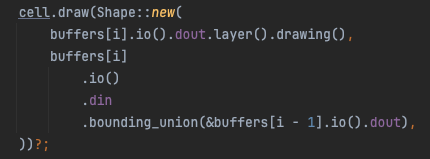 cell.draw(Shape::new(
    buffers[i].io().dout.layer().drawing(),
    buffers[i]
        .io()
        .din
        .bounding_union(&buffers[i - 1].io().dout),
))?;